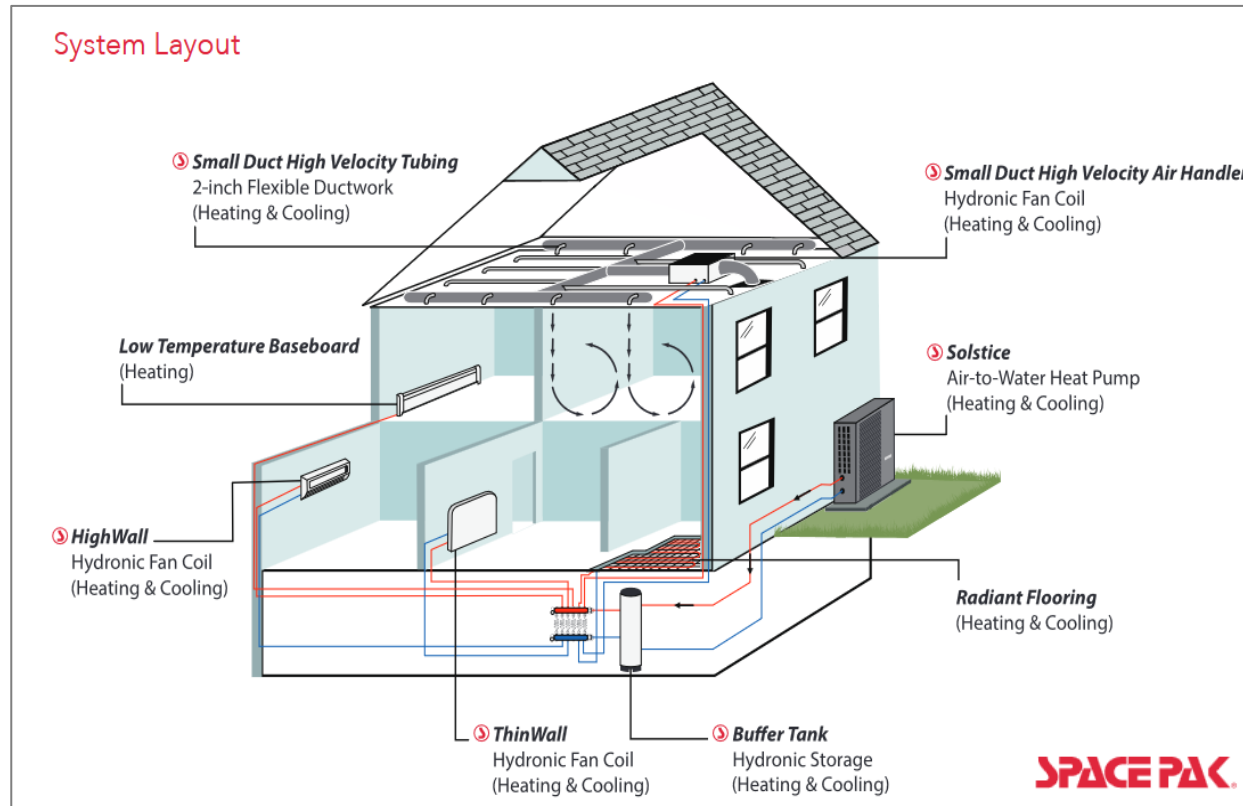 System Layout
Small Duct High Velocity Tubing
2-inch Flexible Ductwork
(Heating & Cooling)
Small Duct High Velocity Air Handler
Hydronic Fan Coil
(Heating & Cooling)
Low Temperature Baseboard
(Heating)
Solstice
Air-to-Water Heat Pump
(Heating & Cooling)
HighWall
Hydronic Fan Coil
(Heating & Cooling)
Radiant Flooring
(Heating & Cooling)
ThinWall
Hydronic Fan Coil
(Heating & Cooling)
Buffer Tank
Hydronic Storage
(Heating & Cooling)
SPACE PAK.